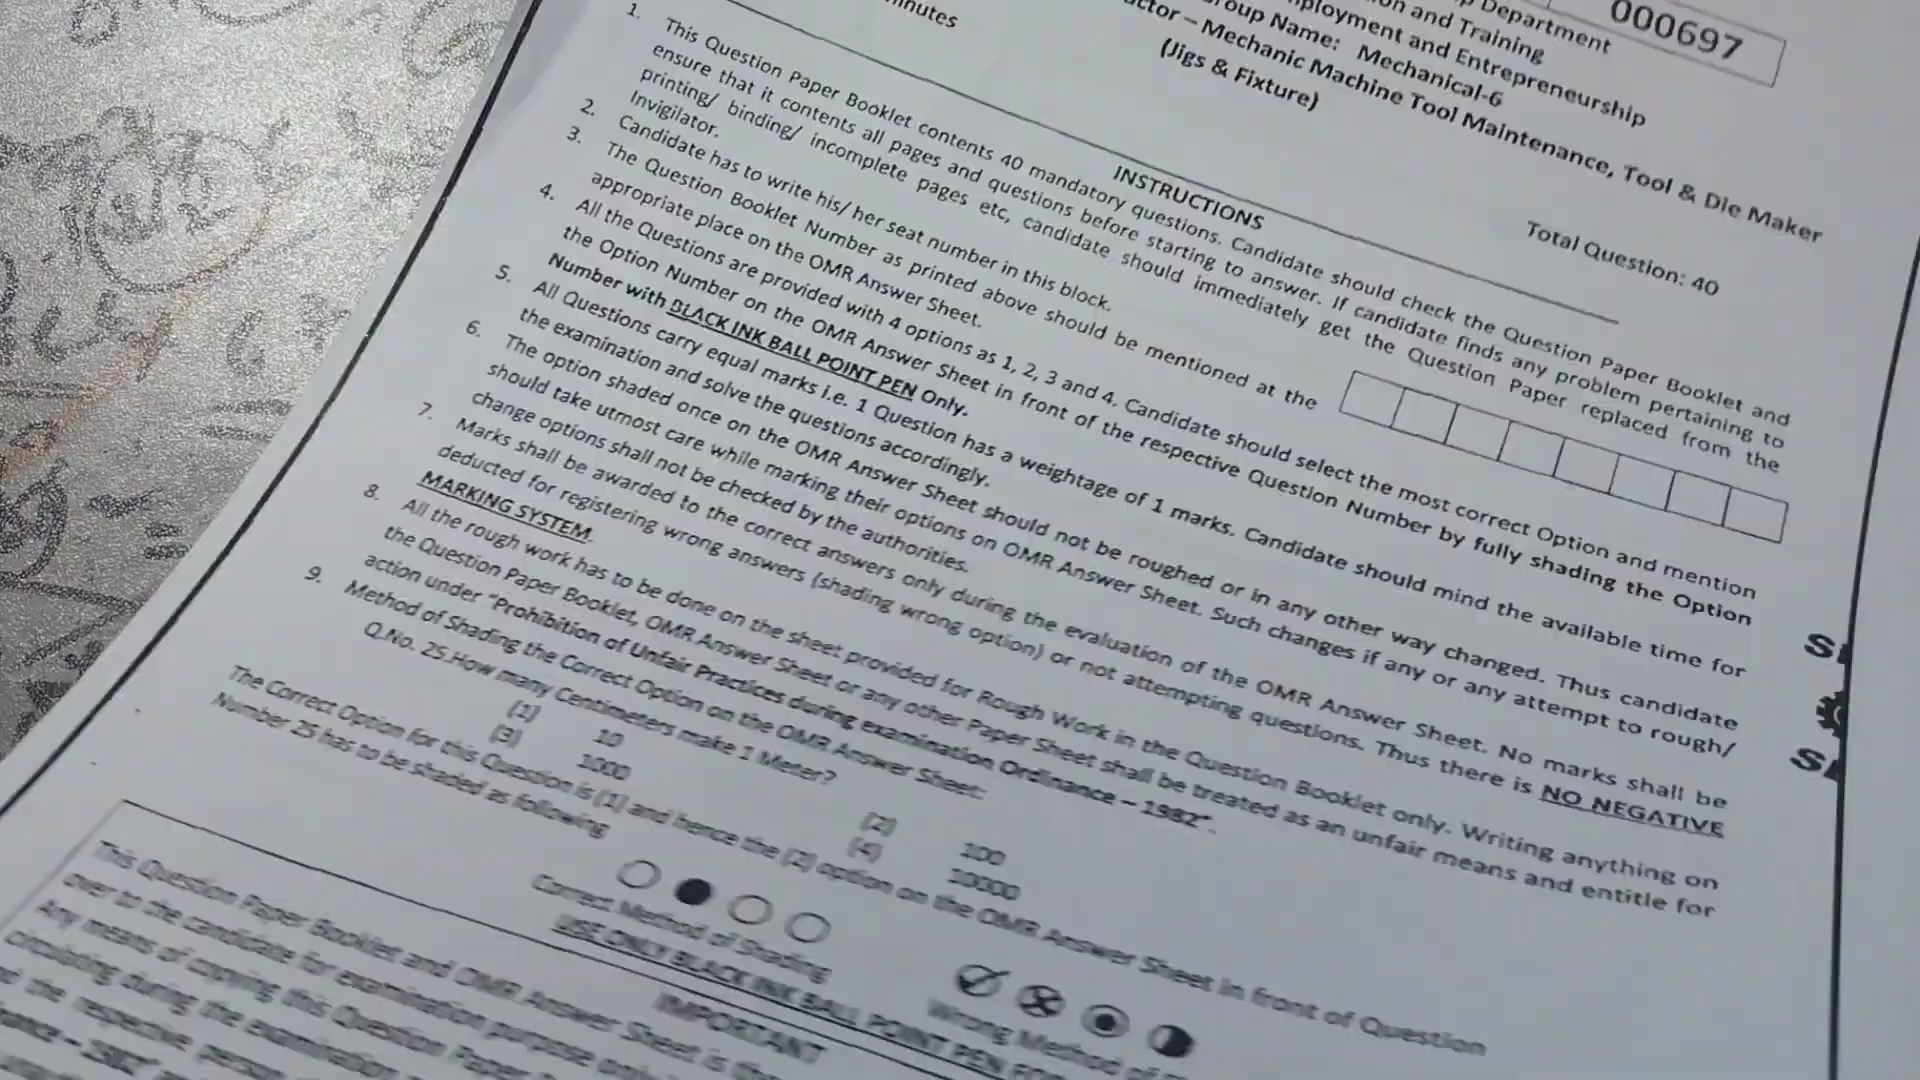 000697
Department
and Training
Employment and Entrepreneurship
Group Name: Mechanical-6
Mechanic Machine Tool Maintenance, Tool & Die Maker
(Jigs & Fixture)
Total Question: 40
INSTRUCTIONS
1. This Question Paper Booklet contents 40 mandatory questions. Candidate should check the Question Paper Booklet and
ensure that it contents all pages and questions before starting to answer. If candidate finds any problem pertaining to
printing/ binding/ incomplete pages etc, candidate should immediately get the Question Paper replaced from the
Invigilator.
2. Candidate has to write his/ her seat number in this block.
3. The Question Booklet Number as printed above should be mentioned at the
appropriate place on the OMR Answer Sheet.
4. All the Questions are provided with 4 options as 1, 2, 3 and 4. Candidate should select the most correct Option and mention
the Option Number on the OMR Answer Sheet in front of the respective Question Number by fully shading the Option
Number with BLACK INK BALL POINT PEN Only.
5. All Questions carry equal marks i.e. 1 Question has a weightage of 1 marks. Candidate should mind the available time for
the examination and solve the questions accordingly.
6. The option shaded once on the OMR Answer Sheet should not be roughed or in any other way changed. Thus candidate
should take utmost care while marking their options on OMR Answer Sheet. Such changes if any or any attempt to rough/
change options shall not be checked by the authorities.
7. Marks shall be awarded to the correct answers only during the evaluation of the OMR Answer Sheet. No marks shall be
deducted for registering wrong answers (shading wrong option) or not attempting questions. Thus there is NO NEGATIVE
MARKING SYSTEM.
8. All the rough work has to be done on the sheet provided for Rough Work in the Question Booklet only. Writing anything on
the Question Paper Booklet, OMR Answer Sheet or any other Paper Sheet shall be treated as an unfair means and entitle for
action under "Prohibition of Unfair Practices during examination Ordinance – 1982".
9. Method of Shading the Correct Option on the OMR Answer Sheet:
Q.No. 25.How many Centimeters make 1 Meter?
(1) 10 (2) 100
(3) 1000 (4) 10000
The Correct Option for this Question is (1) and hence the (2) option on the OMR Answer Sheet in front of Question
Number 25 has to be shaded as following
Correct Method of Shading Wrong Method of
USE ONLY BLACK INK BALL POINT PEN FOR
IMPORTANT
This Question Paper Booklet and OMR Answer Sheet is the
over to the candidate for examination purpose only
Any means of copying this Question Paper
circulating during the examination
the respective person